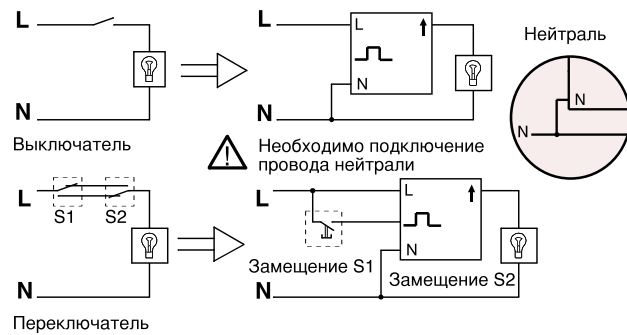 L
N
Выключатель
L
L
N
N
Нейтраль
N
N
Необходимо подключение
провода нейтрали
L
S1
S2
N
Переключатель
L
L
N
Замещение S1
Замещение S2
N